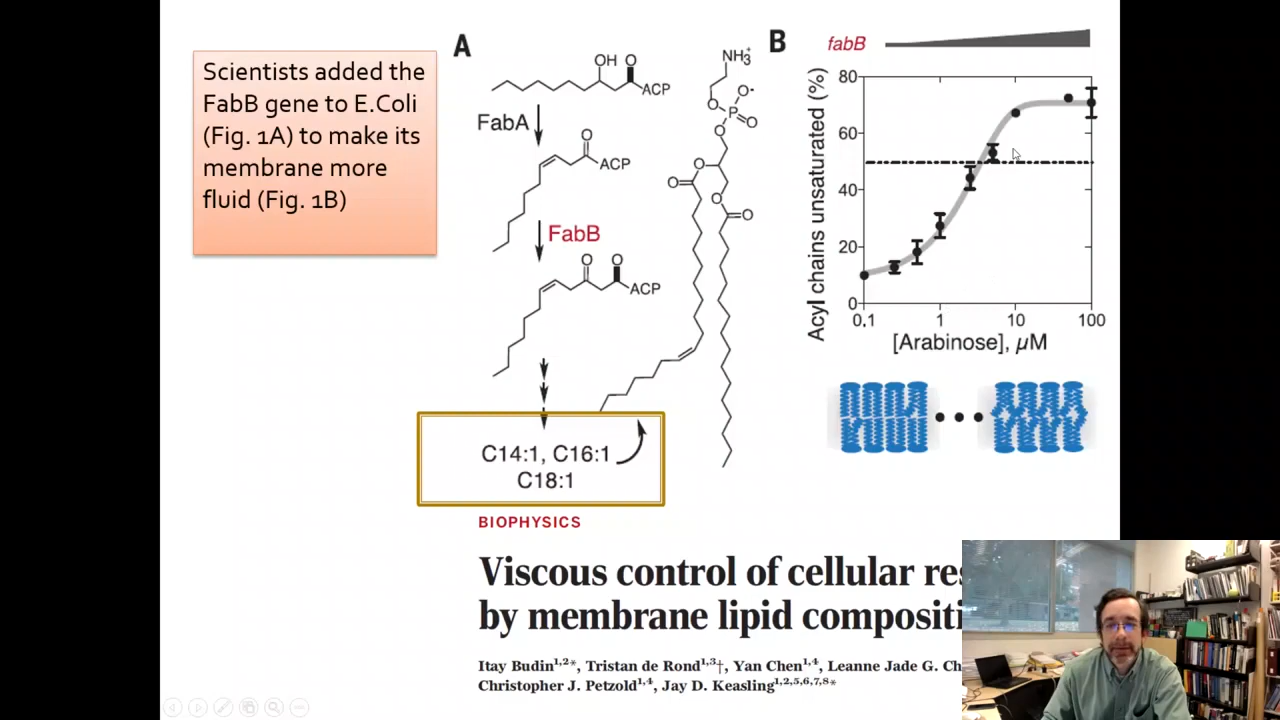 Scientists added the
FabB gene to E.Coli
(Fig. 1A) to make its
membrane more
fluid (Fig. 1B)
A
OH
O
ACP
FabA
O
ACP
FabB
O
O
ACP
C14:1, C16:1
C18:1
NH3+
O
P
O
O
O
O
O
O
O
B
fabB
Acyl chains unsaturated (%)
80
60
40
20
0
0.1
1
10
100
[Arabinose], µM
BIOPHYSICS
Viscous control of cellular res
by membrane lipid compositi
Itay Budin1,2*, Tristan de Rond1,3†, Yan Chen1,4, Leanne Jade G. Ch
Christopher J. Petzold1,4, Jay D. Keasling1,2,5,6,7,8*